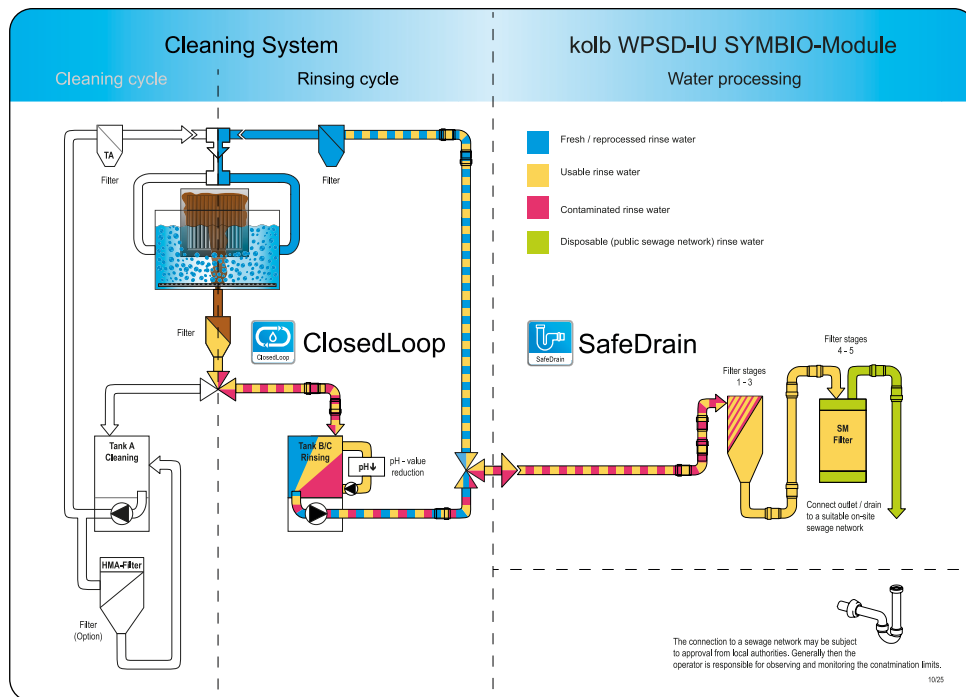 Cleaning System
kolb WPSD-IU SYMBIO-Module
Cleaning cycle
Rinsing cycle
Water processing
TA
Filter
Filter
Fresh / reprocessed rinse water
Usable rinse water
Contaminated rinse water
Disposable (public sewage network) rinse water
Filter
ClosedLoop
ClosedLoop
SafeDrain
SafeDrain
Filter stages
1 - 3
Filter stages
4 - 5
Tank A
Cleaning
Tank B/C
Rinsing
pH
pH - value
reduction
SM
Filter
Connect outlet / drain
to a suitable on-site
sewage network
HMA-Filter
Filter
(Option)
The connection to a sewage network may be subject
to approval from local authorities. Generally then the
operator is responsible for observing and monitoring the conatmination limits.
10/25